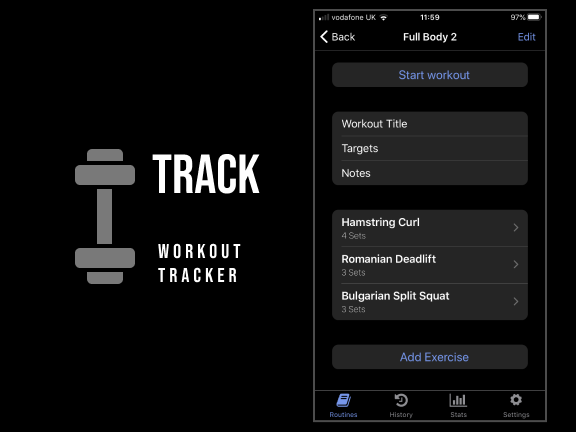 TRACK
WORKOUT
TRACKER
vodafone UK 11:59 97%
Back Full Body 2 Edit
Start workout
Workout Title
Targets
Notes
Hamstring Curl
4 Sets
Romanian Deadlift
3 Sets
Bulgarian Split Squat
3 Sets
Add Exercise
Routines History Stats Settings